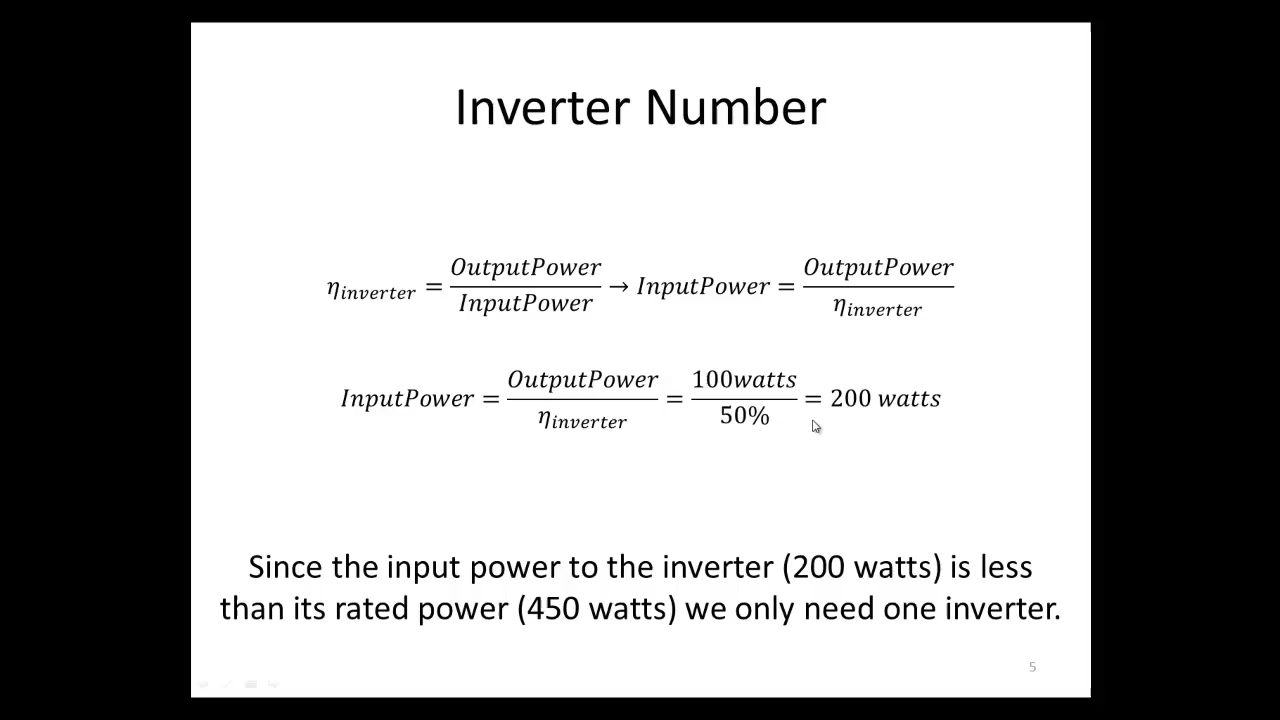 Inverter Number
η_inverter = OutputPower / InputPower → InputPower = OutputPower / η_inverter
InputPower = OutputPower / η_inverter = 100watts / 50% = 200 watts
Since the input power to the inverter (200 watts) is less
than its rated power (450 watts) we only need one inverter.
5